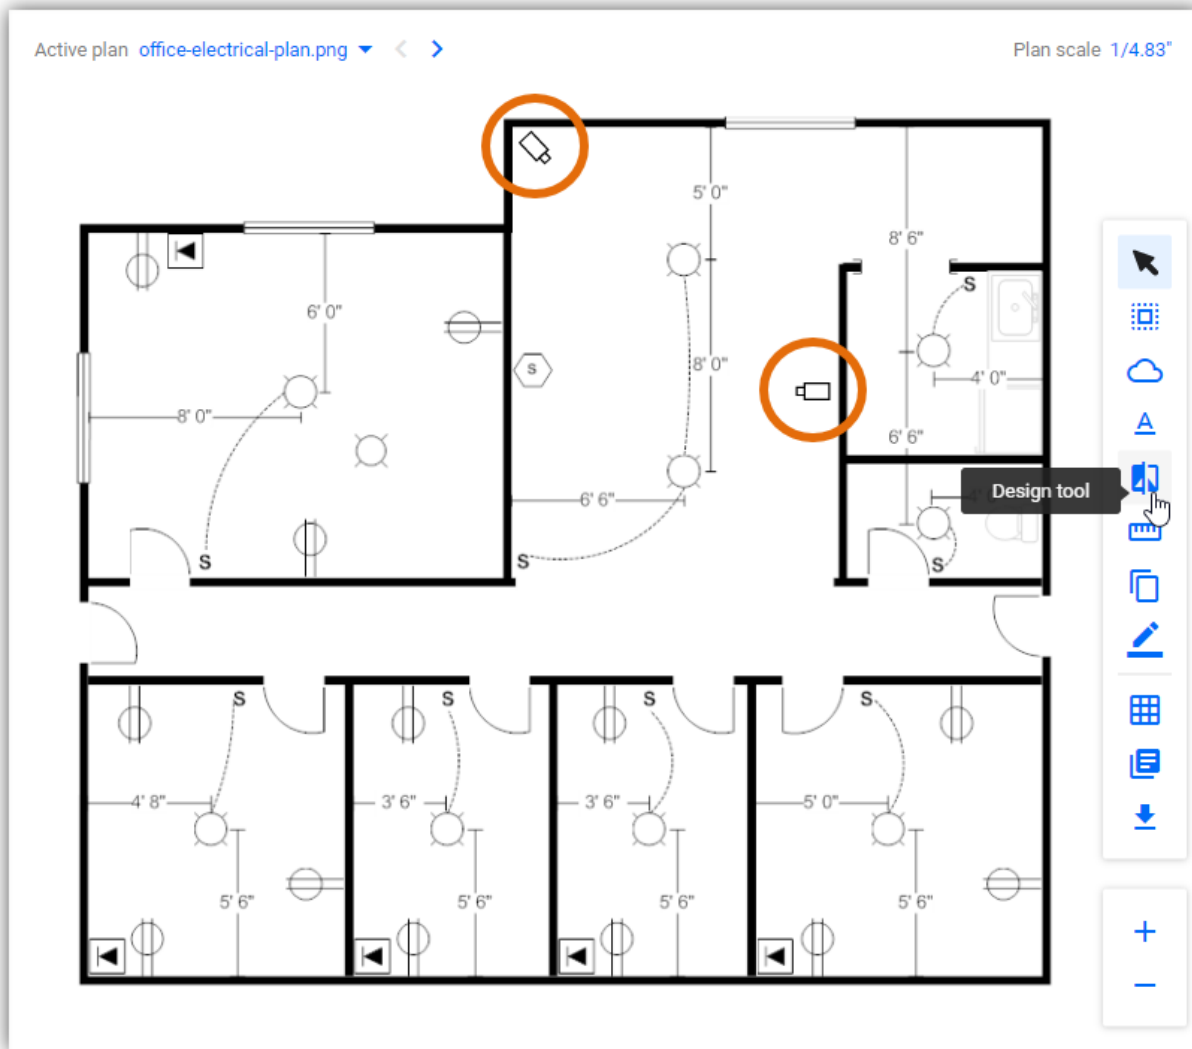 Active plan office-electrical-plan.png
Plan scale 1/4.83"
5' 0"
8' 6"
S
6' 0"
8' 0"
S
4' 0"
8' 0"
6' 6"
A
Design tool
6' 6"
S
S
S
S
S
S
S
4' 8"
3' 6"
3' 6"
5' 0"
5' 6"
5' 6"
5' 6"
5' 6"